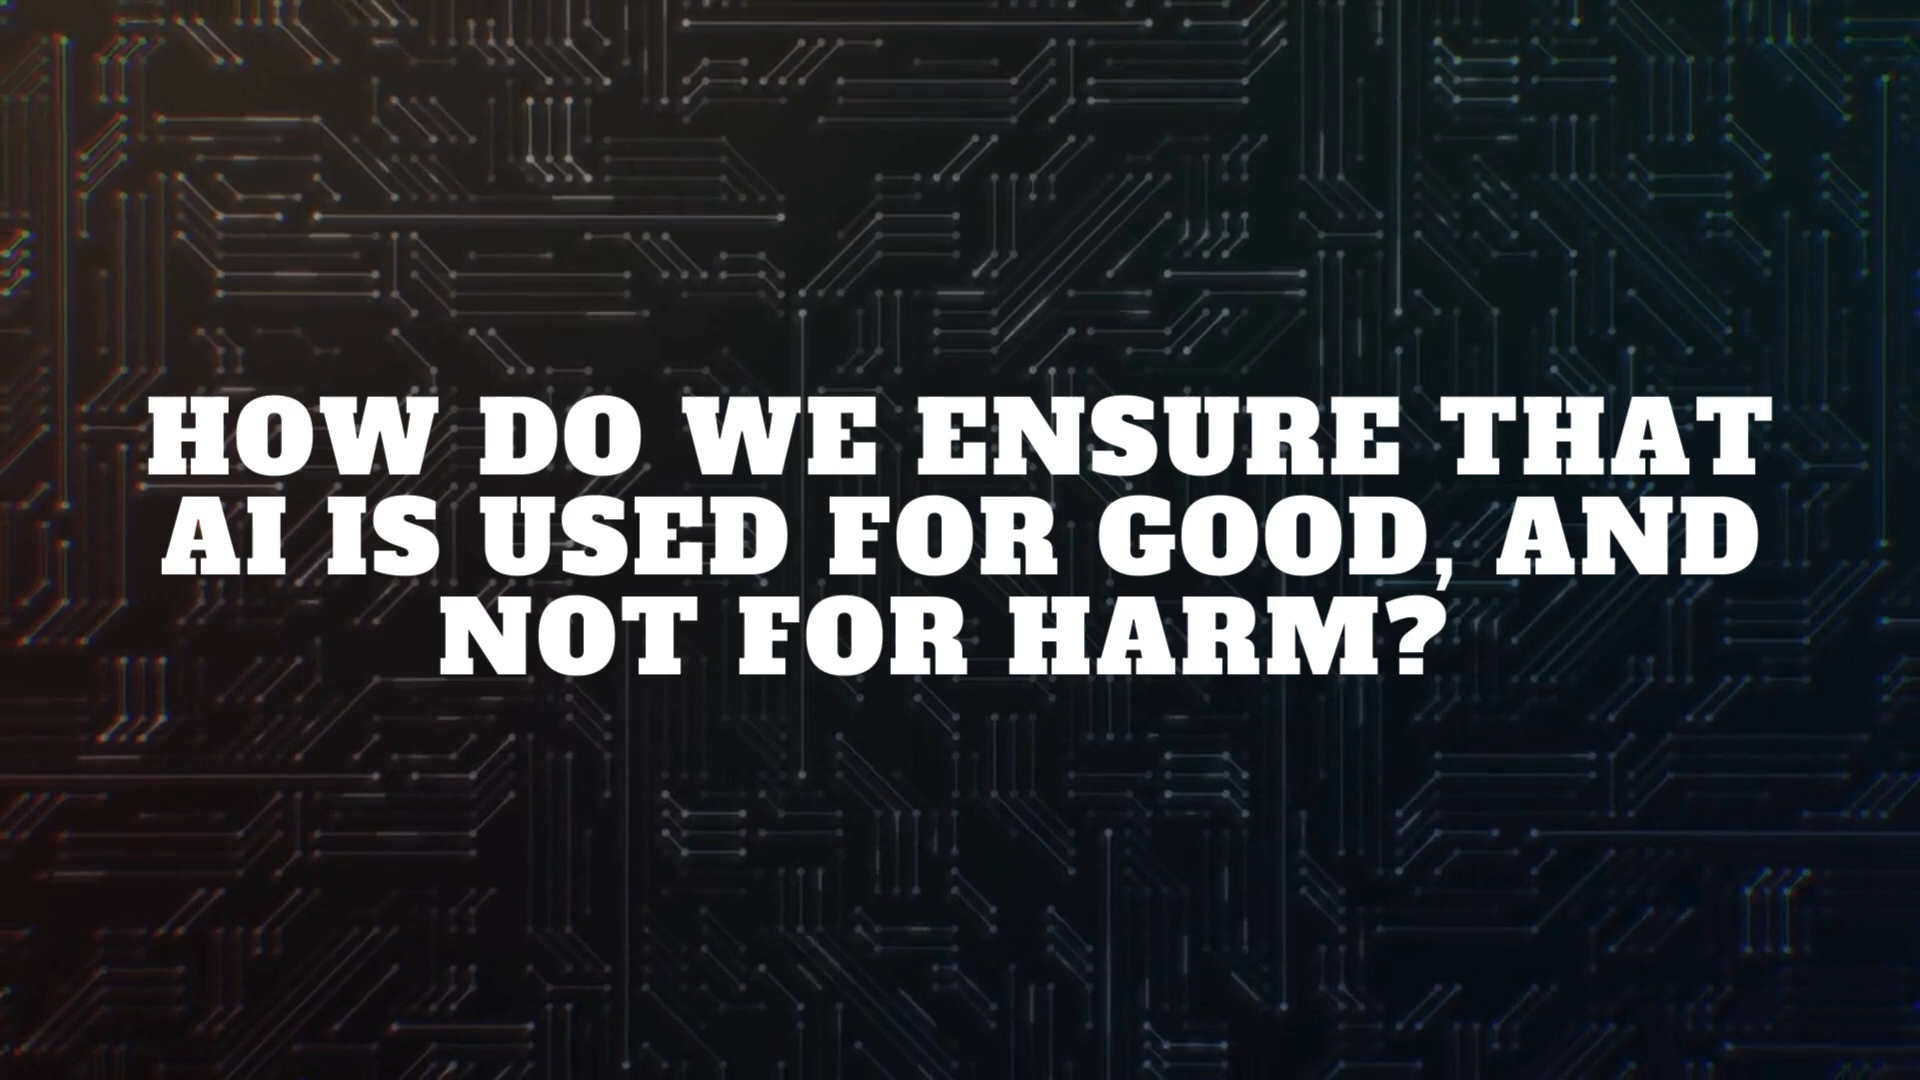 HOW DO WE ENSURE THAT
AI IS USED FOR GOOD, AND
NOT FOR HARM?